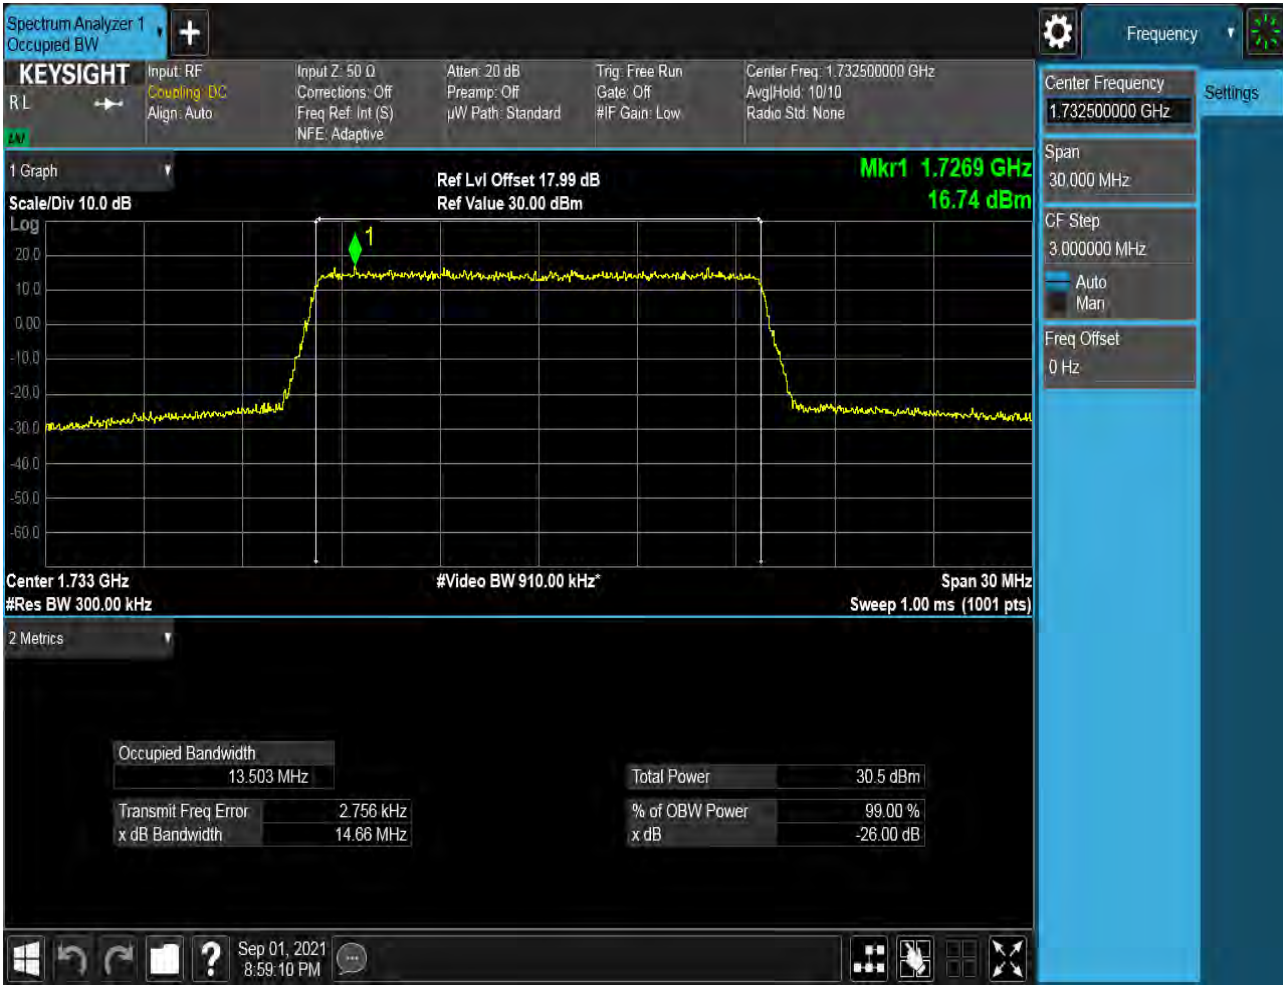 Spectrum Analyzer 1
Occupied BW
Frequency
KEYSIGHT
R L
Input: RF
Coupling: DC
Align: Auto
Input Z: 50 Ω
Corrections: Off
Freq Ref: Int (S)
NFE: Adaptive
Atten: 20 dB
Preamp: Off
µW Path: Standard
Trig: Free Run
Gate: Off
#IF Gain: Low
Center Freq: 1.732500000 GHz
Avg|Hold: 10/10
Radio Std: None
Center Frequency
1.732500000 GHz
Settings
Span
30.000 MHz
CF Step
3.000000 MHz
Auto
Man
Freq Offset
0 Hz
1 Graph
Scale/Div 10.0 dB
Ref Lvl Offset 17.99 dB
Ref Value 30.00 dBm
Mkr1 1.7269 GHz
16.74 dBm
Log
1
20.0
10.0
0.00
-10.0
-20.0
-30.0
-40.0
-50.0
-60.0
Center 1.733 GHz
#Video BW 910.00 kHz*
Span 30 MHz
#Res BW 300.00 kHz
Sweep 1.00 ms (1001 pts)
2 Metrics
Occupied Bandwidth
13.503 MHz
Total Power 30.5 dBm
Transmit Freq Error 2.756 kHz
% of OBW Power 99.00 %
x dB Bandwidth 14.66 MHz
x dB -26.00 dB
?
Sep 01, 2021
8:59:10 PM